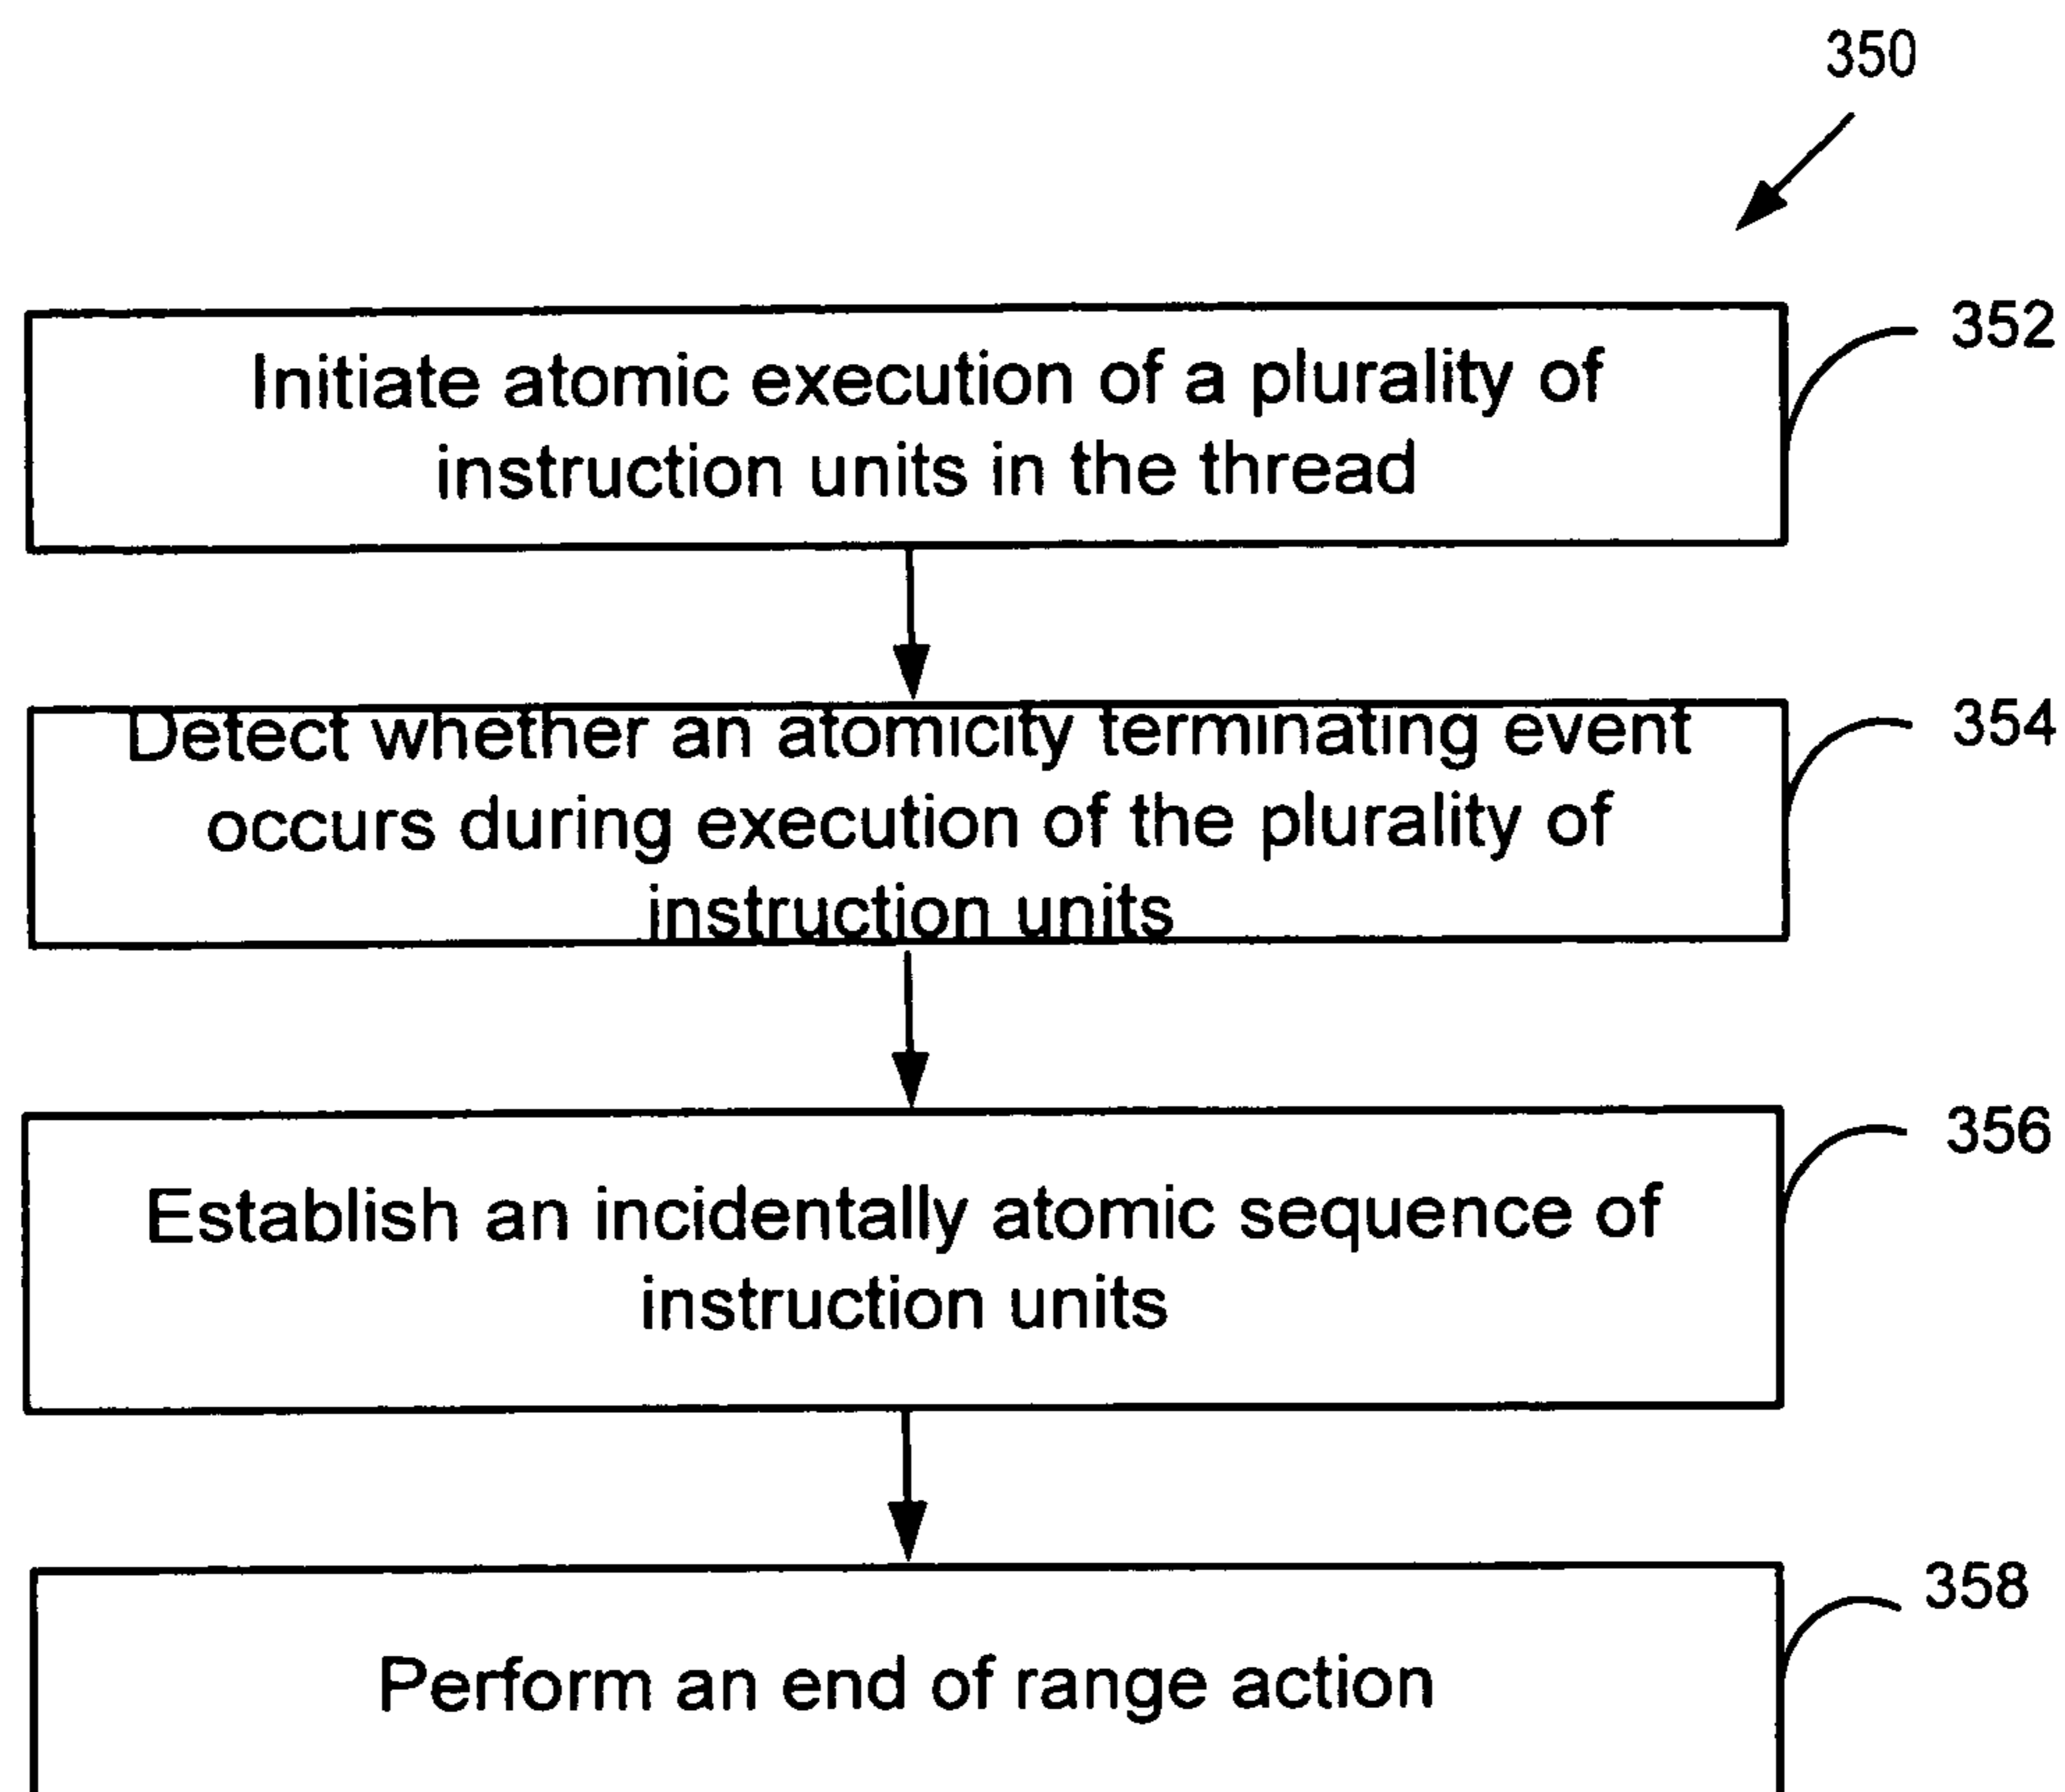 350
352
Initiate atomic execution of a plurality of
instruction units in the thread
354
Detect whether an atomicity terminating event
occurs during execution of the plurality of
instruction units
356
Establish an incidentally atomic sequence of
instruction units
358
Perform an end of range action